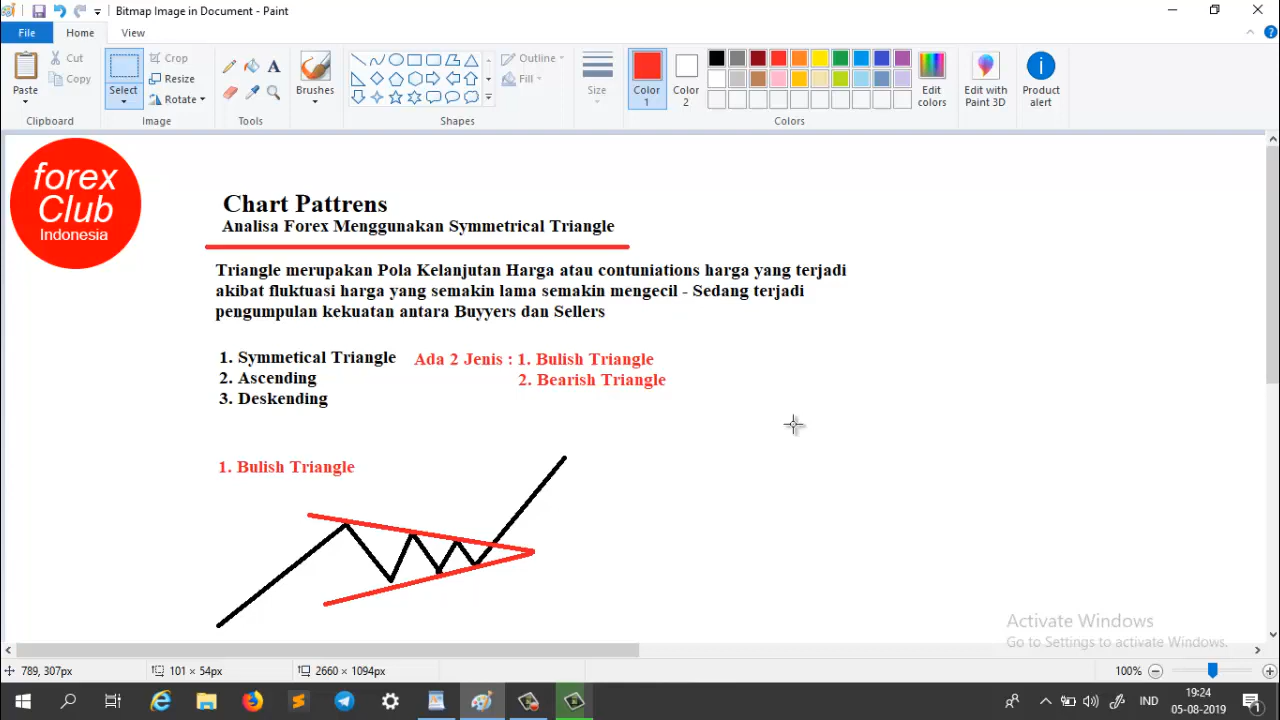 Bitmap Image in Document - Paint
File Home View
Paste
Cut
Copy
Clipboard
Select
Crop
Resize
Rotate
Image
A
Tools
Brushes
Outline
Fill
Shapes
Size
Color 1
Color 2
Edit colors
Colors
Edit with Paint 3D
Product alert
forex
Club
Indonesia
Chart Pattrens
Analisa Forex Menggunakan Symmetrical Triangle
Triangle merupakan Pola Kelanjutan Harga atau contuniations harga yang terjadi
akibat fluktuasi harga yang semakin lama semakin mengecil - Sedang terjadi
pengumpulan kekuatan antara Buyyers dan Sellers
1. Symmetical Triangle
2. Ascending
3. Deskending
Ada 2 Jenis : 1. Bulish Triangle
2. Bearish Triangle
1. Bulish Triangle
Activate Windows
Go to Settings to activate Windows.
789, 307px
101 × 54px
2660 × 1094px
100%
IND
19:24
05-08-2019
1